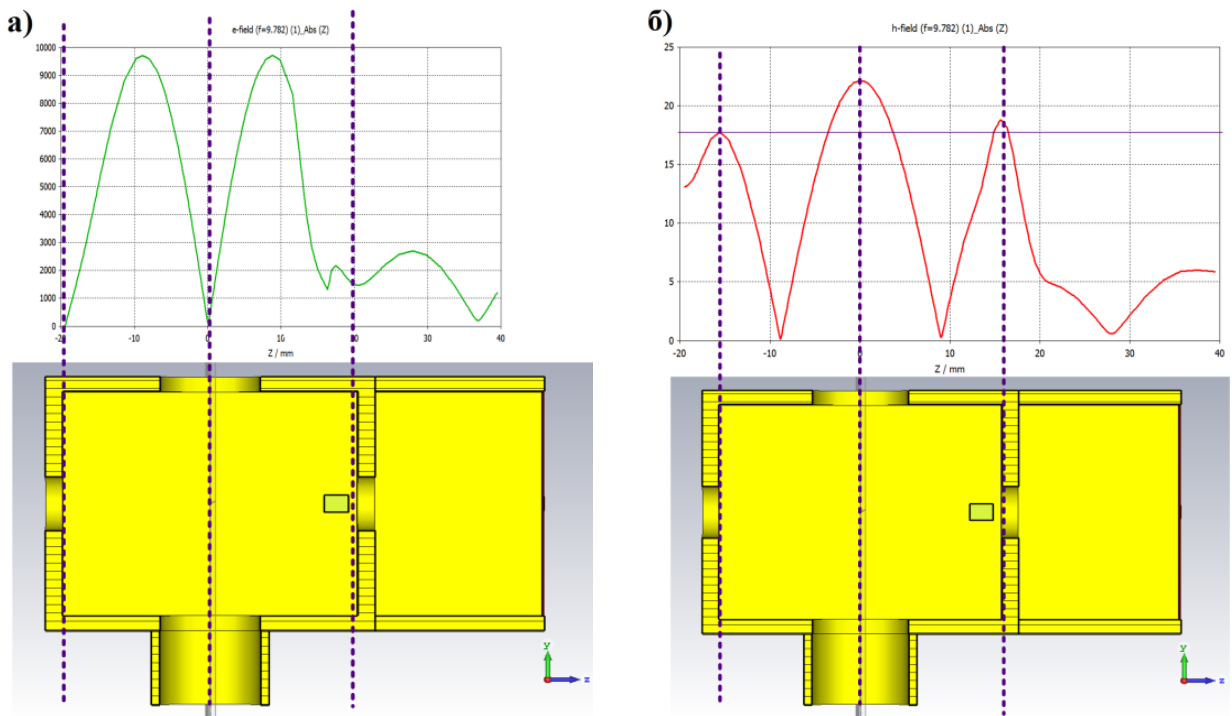 а)
e-field (f=9.782) (1)_Abs (Z)
10000
9000
8000
7000
6000
5000
4000
3000
2000
1000
0
-20 -10 0 10 20 30 40
Z / mm
y
z
б)
h-field (f=9.782) (1)_Abs (Z)
25
20
15
10
5
0
-20 -10 0 10 20 30 40
Z / mm
y
z